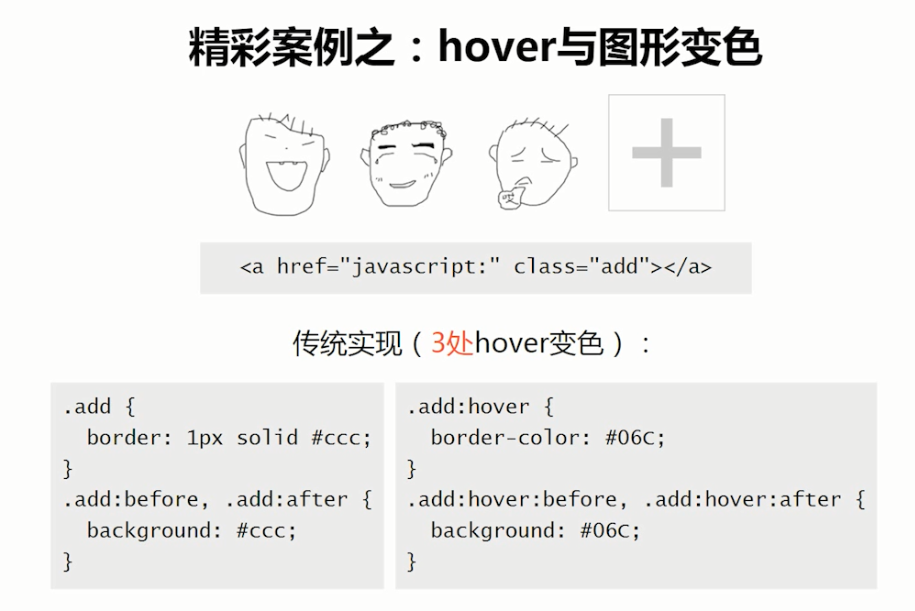 精彩案例之：hover与图形变色
<a href="javascript:" class="add"></a>
传统实现（3处hover变色）：
.add {
  border: 1px solid #ccc;
}
.add:before, .add:after {
  background: #ccc;
}
.add:hover {
  border-color: #06C;
}
.add:hover:before, .add:hover:after {
  background: #06C;
}